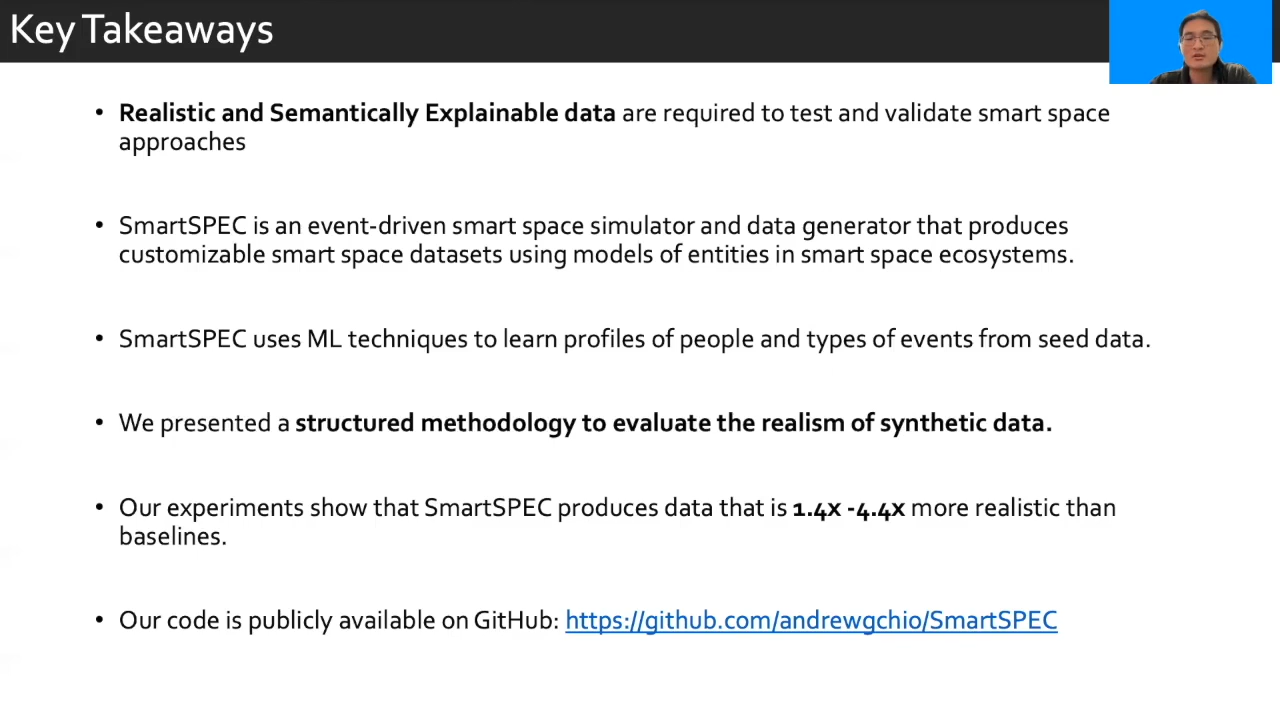 Key Takeaways
• Realistic and Semantically Explainable data are required to test and validate smart space
approaches
• SmartSPEC is an event-driven smart space simulator and data generator that produces
customizable smart space datasets using models of entities in smart space ecosystems.
• SmartSPEC uses ML techniques to learn profiles of people and types of events from seed data.
• We presented a structured methodology to evaluate the realism of synthetic data.
• Our experiments show that SmartSPEC produces data that is 1.4x -4.4x more realistic than
baselines.
• Our code is publicly available on GitHub: https://github.com/andrewgchio/SmartSPEC